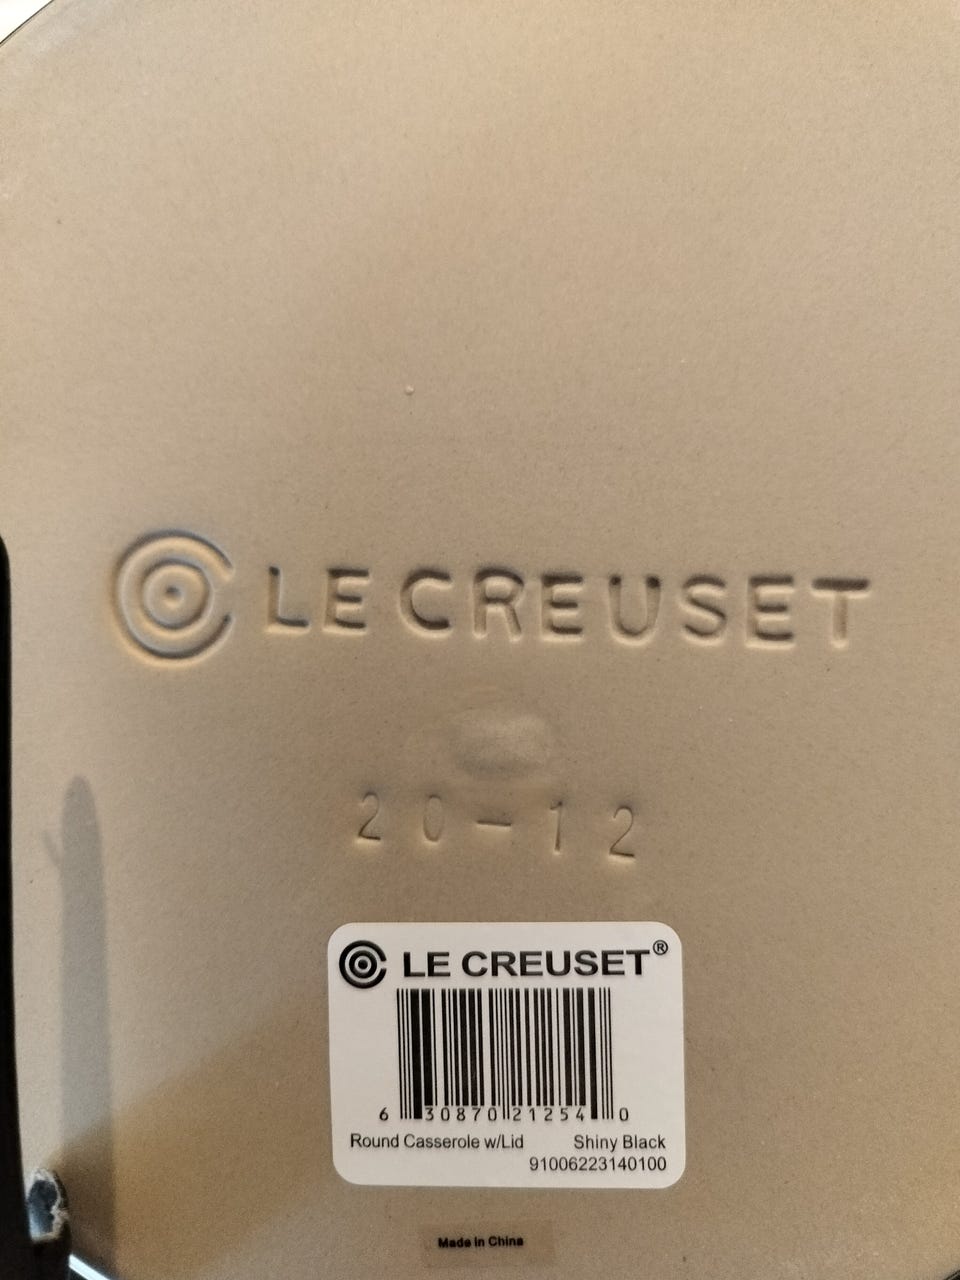 LE CREUSET
20-12
LE CREUSET®
6 30870 21254 0
Round Casserole w/Lid Shiny Black
91006223140100
Made in China